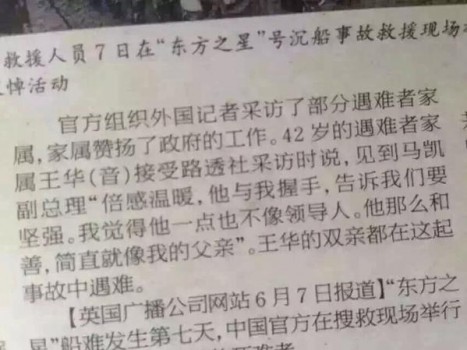 救援人员7日在“东方之星”号沉船事故救援现场
悼活动
官方组织外国记者采访了部分遇难者家
属,家属赞扬了政府的工作。42岁的遇难者家
属王华(音)接受路透社采访时说,见到马凯
副总理“倍感温暖,他与我握手,告诉我们要
坚强。我觉得他一点也不像领导人。他那么和
善,简直就像我的父亲”。王华的双亲都在这起
事故中遇难。
【英国广播公司网站6月7日报道】“东方之
星”船难发生第七天,中国官方在搜救现场举行